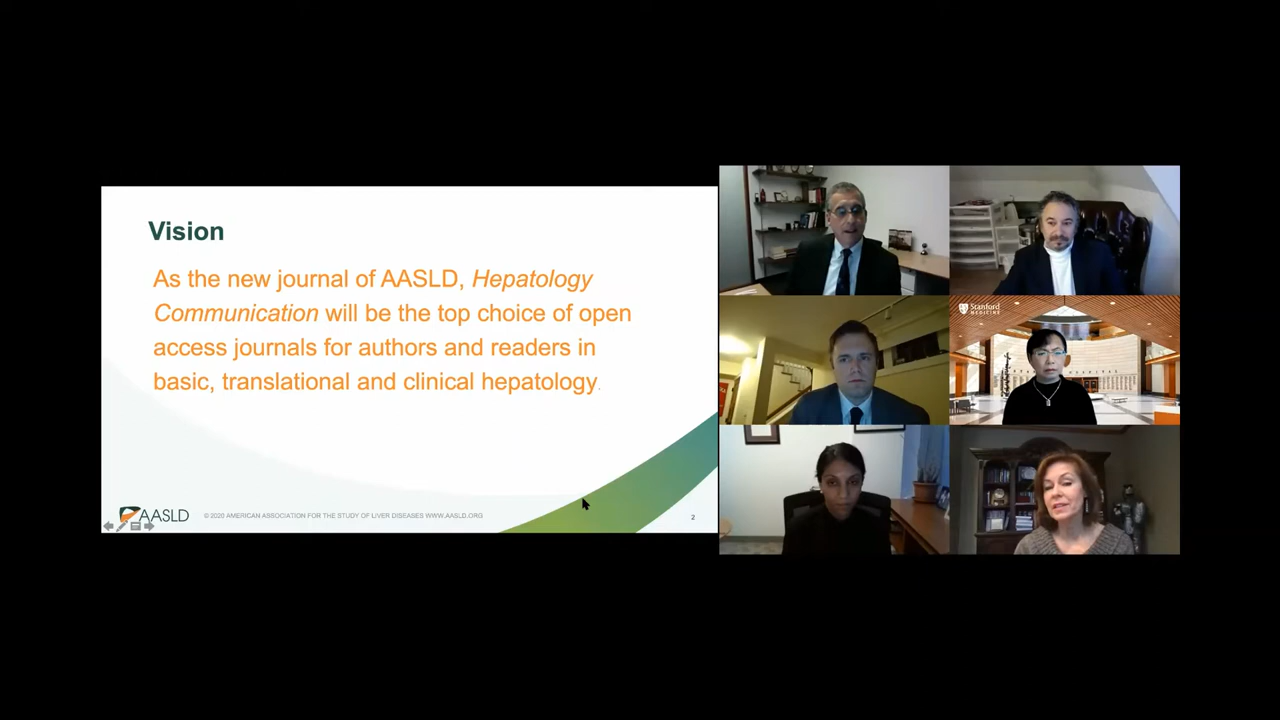 Vision
As the new journal of AASLD, Hepatology
Communication will be the top choice of open
access journals for authors and readers in
basic, translational and clinical hepatology.
AASLD
© 2020 AMERICAN ASSOCIATION FOR THE STUDY OF LIVER DISEASES WWW.AASLD.ORG
2
Stanford
MEDICINE